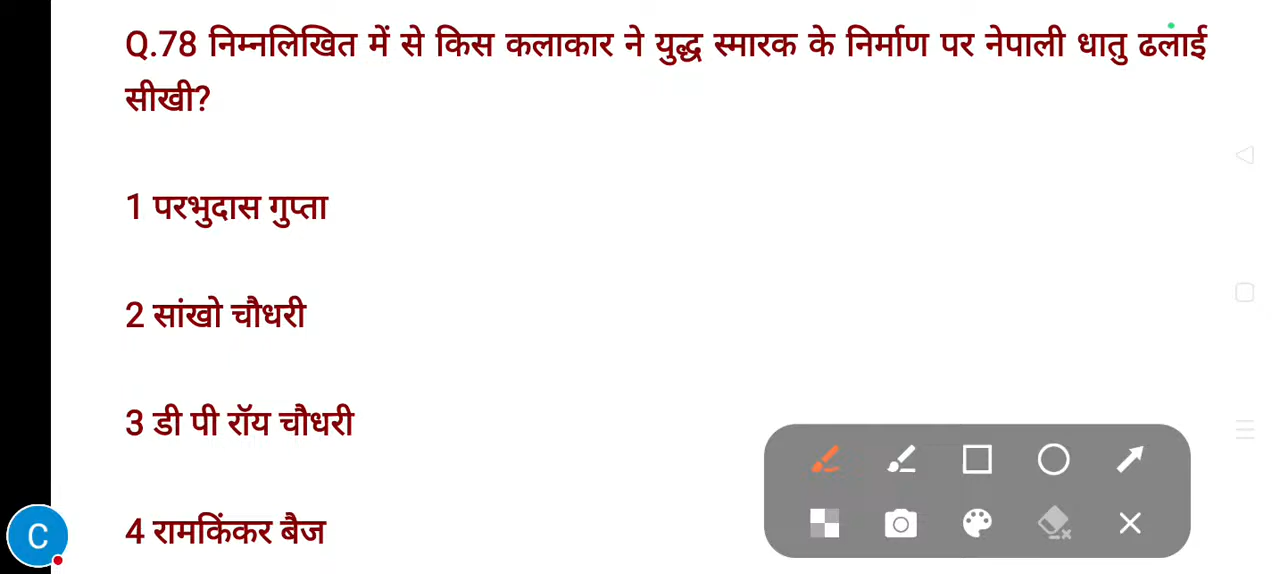 Q.78 निम्नलिखित में से किस कलाकार ने युद्ध स्मारक के निर्माण पर नेपाली धातु ढलाई
सीखी?
1 परभुदास गुप्ता
2 सांखो चौधरी
3 डी पी रॉय चौधरी
4 रामकिंकर बैज
C